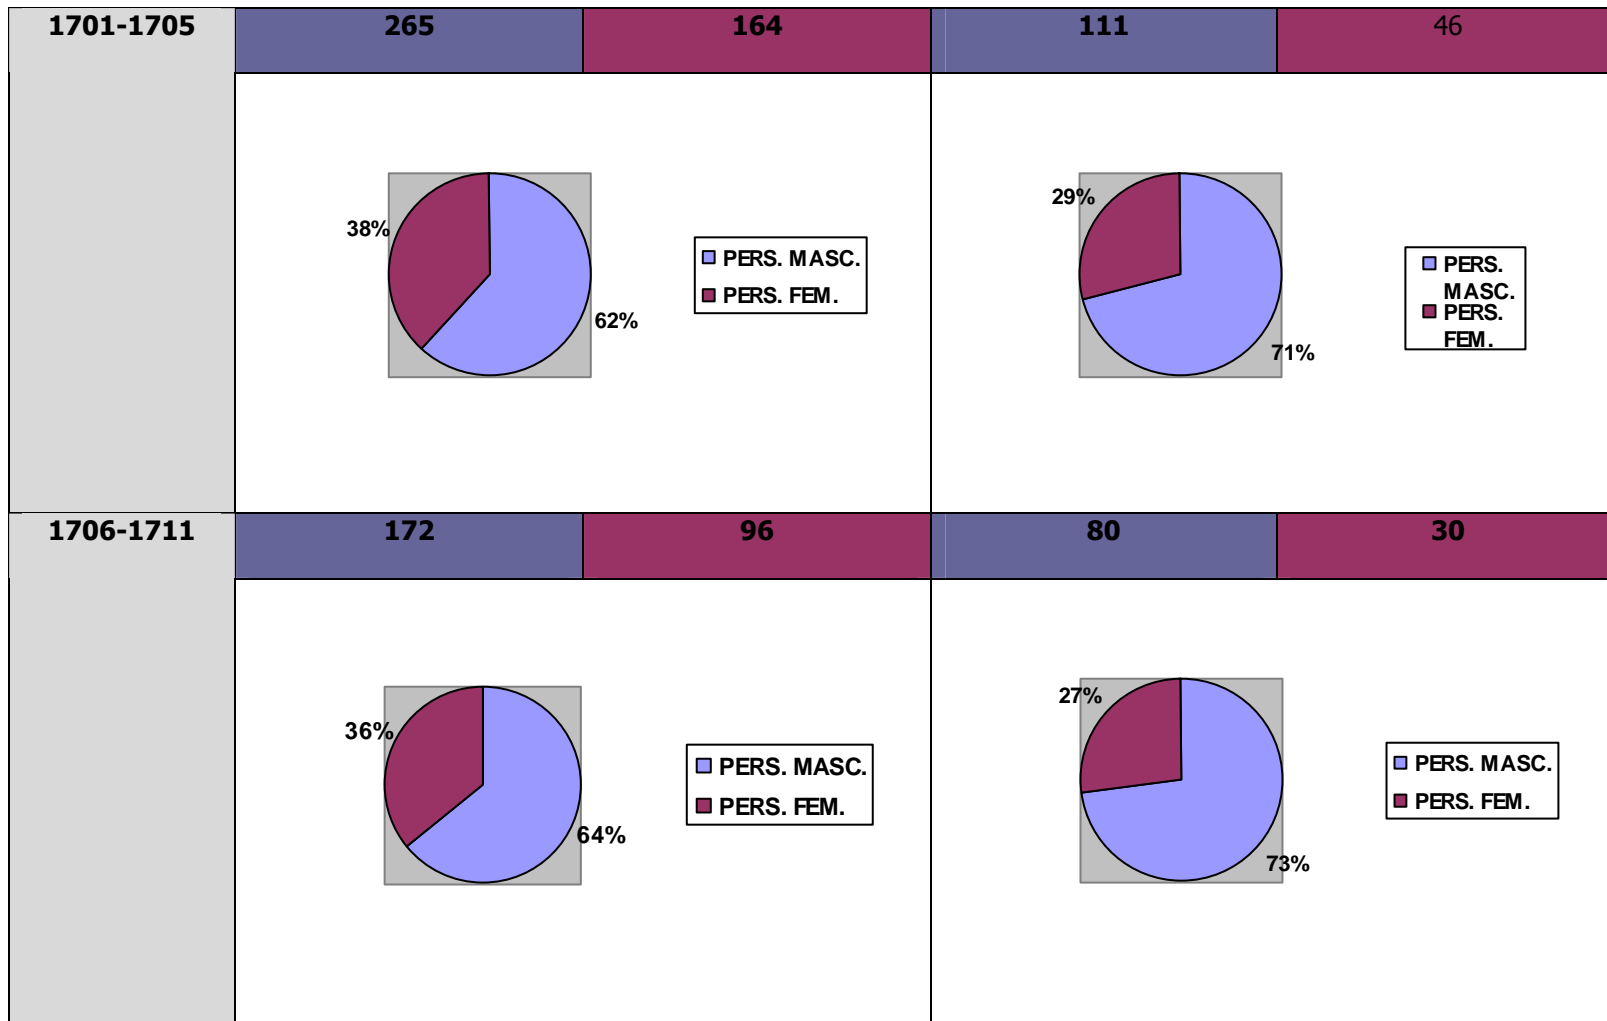 1701-1705 265 164 111 46
38%
62%
PERS. MASC.
PERS. FEM.
29%
71%
PERS.
MASC.
PERS.
FEM.
1706-1711 172 96 80 30
36%
64%
PERS. MASC.
PERS. FEM.
27%
73%
PERS. MASC.
PERS. FEM.